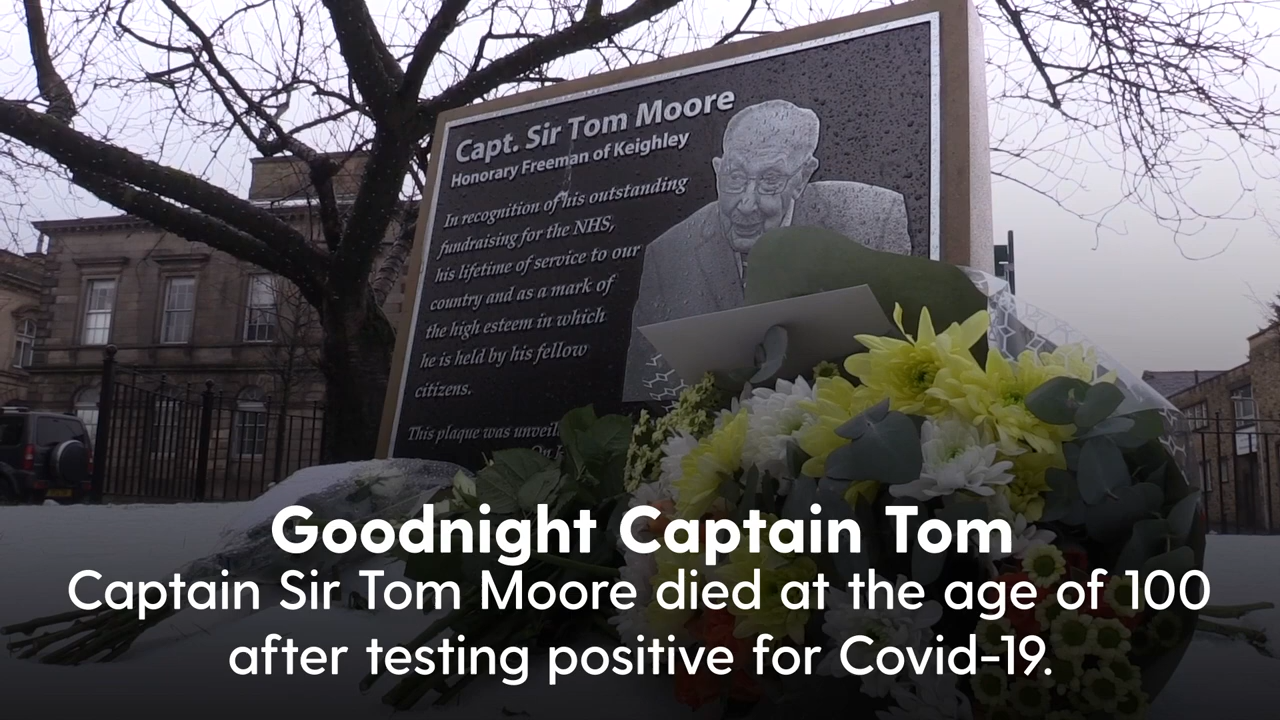 Capt. Sir Tom Moore
Honorary Freeman of Keighley
In recognition of his outstanding
fundraising for the NHS,
his lifetime of service to our
country and as a mark of
the high esteem in which
he is held by his fellow
citizens.
This plaque was
Goodnight Captain Tom
Captain Sir Tom Moore died at the age of 100
after testing positive for Covid-19.